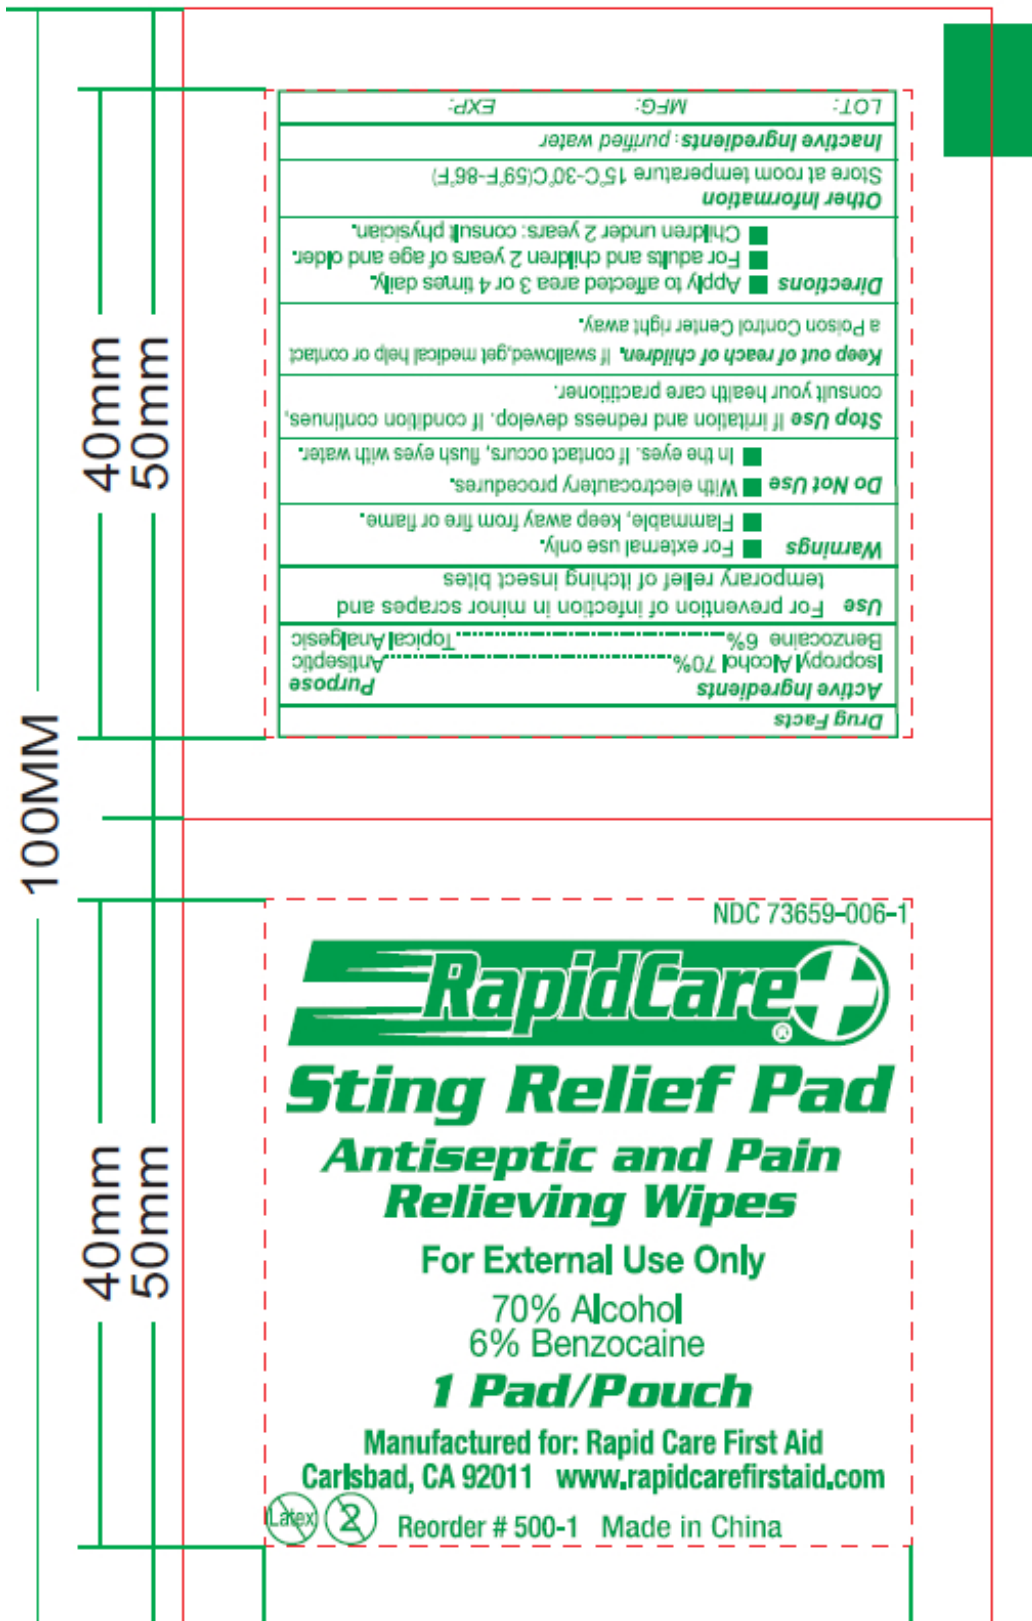 100MM
40mm
50mm
Drug Facts
Active Ingredients Purpose
Isopropyl Alcohol 70% Antiseptic
Benzocaine 6% Topical Analgesic
Use For prevention of infection in minor scrapes and
temporary relief of itching insect bites
Warnings ■ For external use only.
■ Flammable, keep away from fire or flame.
Do Not Use ■ With electrocautery procedures.
■ In the eyes. If contact occurs, flush eyes with water.
Stop Use If irritation and redness develop. If condition continues,
consult your health care practitioner.
Keep out of reach of children. If swallowed,get medical help or contact
a Poison Control Center right away.
Directions ■ Apply to affected area 3 or 4 times daily.
■ For adults and children 2 years of age and older.
■ Children under 2 years: consult physician.
Other Information
Store at room temperature 15°C-30°C(59°F-86°F)
Inactive Ingredients: purified water
LOT: MFG: EXP:
40mm
50mm
NDC 73659-006-1
RapidCare®
Sting Relief Pad
Antiseptic and Pain
Relieving Wipes
For External Use Only
70% Alcohol
6% Benzocaine
1 Pad/Pouch
Manufactured for: Rapid Care First Aid
Carlsbad, CA 92011 www.rapidcarefirstaid.com
Latex 2 Reorder # 500-1 Made in China